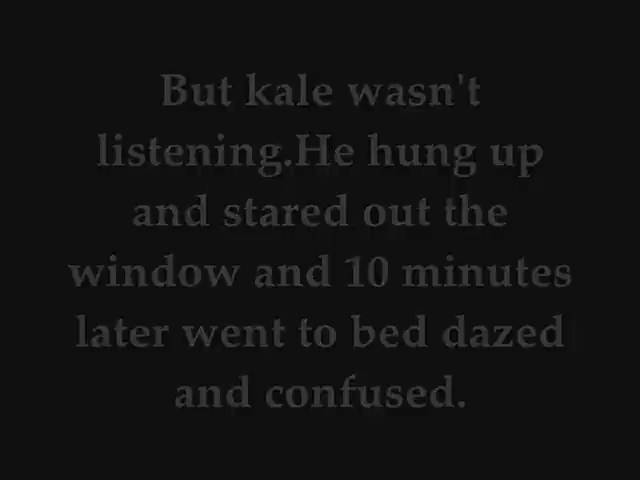 But kale wasn't
listening.He hung up
and stared out the
window and 10 minutes
later went to bed dazed
and confused.